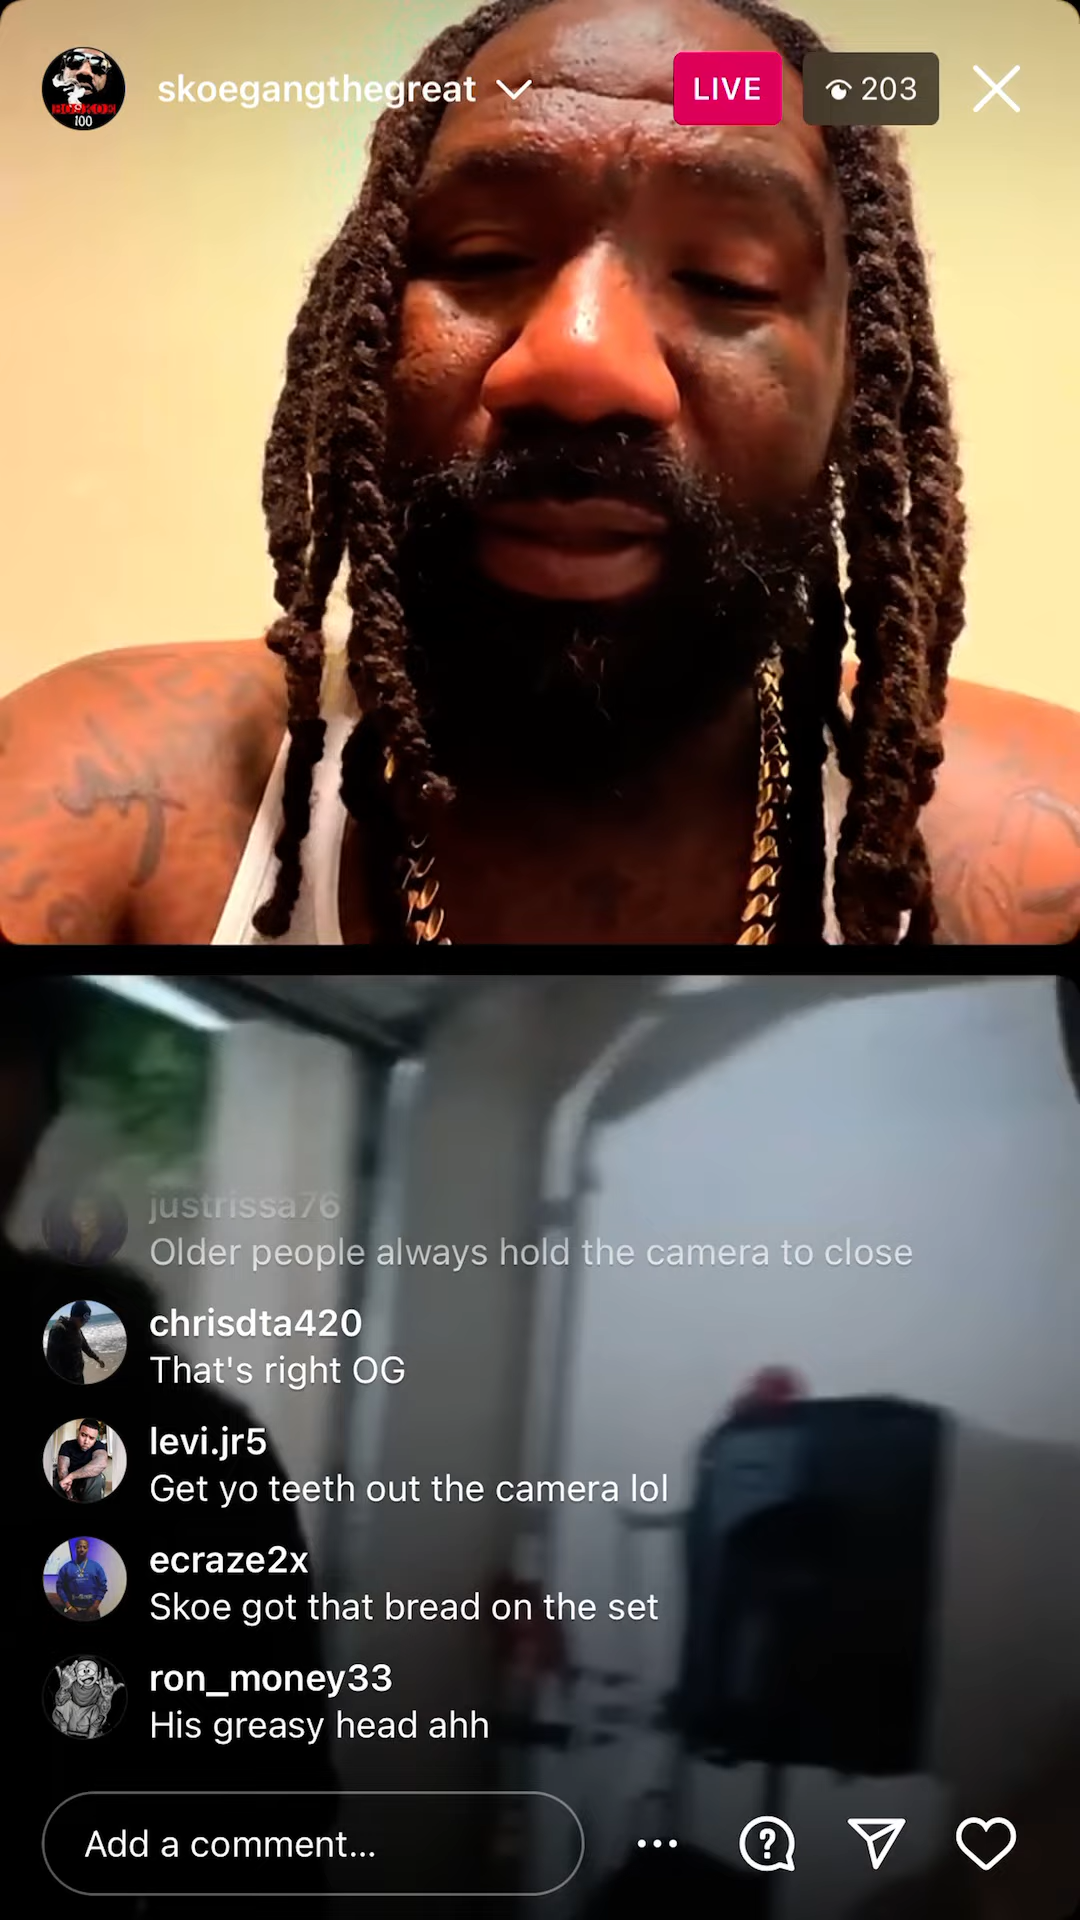 skoegangthegreat
LIVE
203
100
justrissa76
Older people always hold the camera to close
chrisdta420
That's right OG
levi.jr5
Get yo teeth out the camera lol
ecraze2x
Skoe got that bread on the set
ron_money33
His greasy head ahh
Add a comment...